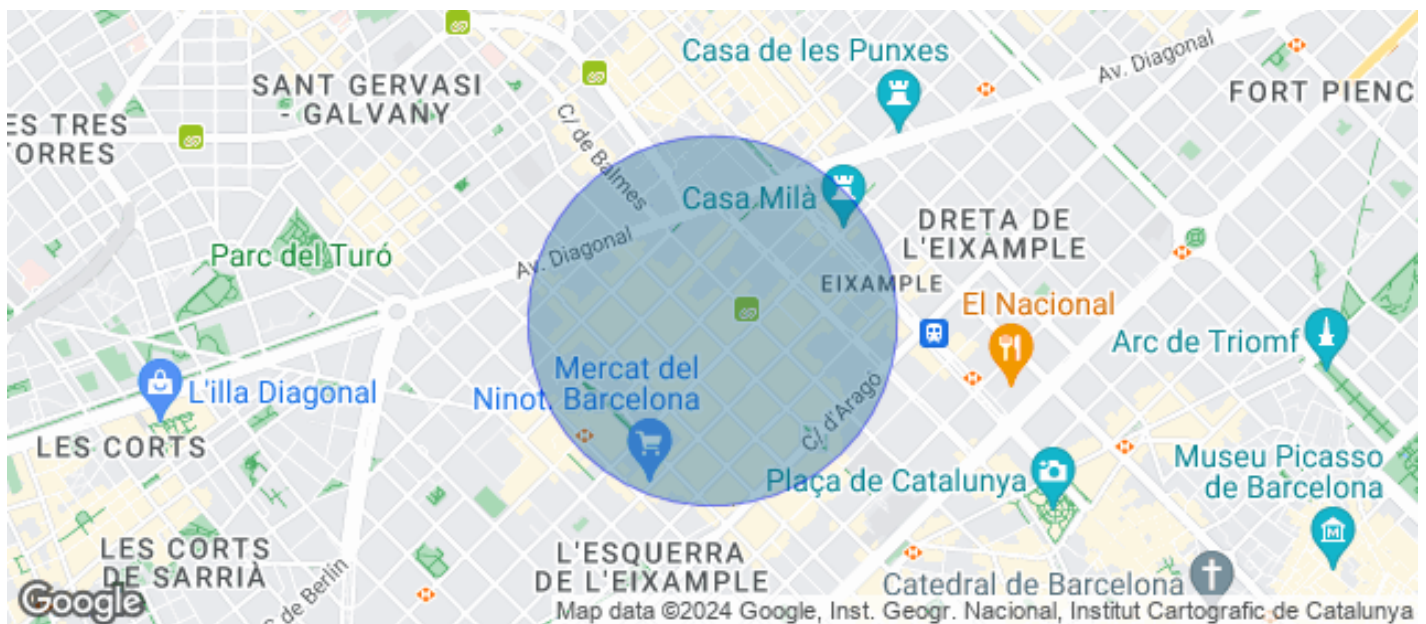 Casa de les Punxes
Av. Diagonal
SANT GERVASI
- GALVANY
C/ de Balmes
FORT PIENC
ES TRES
TORRES
Casa Milà
DRETA DE
L'EIXAMPLE
Parc del Turó
Av. Diagonal
EIXAMPLE
El Nacional
Arc de Triomf
Mercat del
Ninot. Barcelona
L'illa Diagonal
C/ d'Aragó
LES CORTS
Plaça de Catalunya
Museu Picasso
de Barcelona
LES CORTS
DE SARRIÀ
L'ESQUERRA
DE L'EIXAMPLE
C. de Berlín
Catedral de Barcelona
Google
Map data ©2024 Google, Inst. Geogr. Nacional, Institut Cartografic de Catalunya